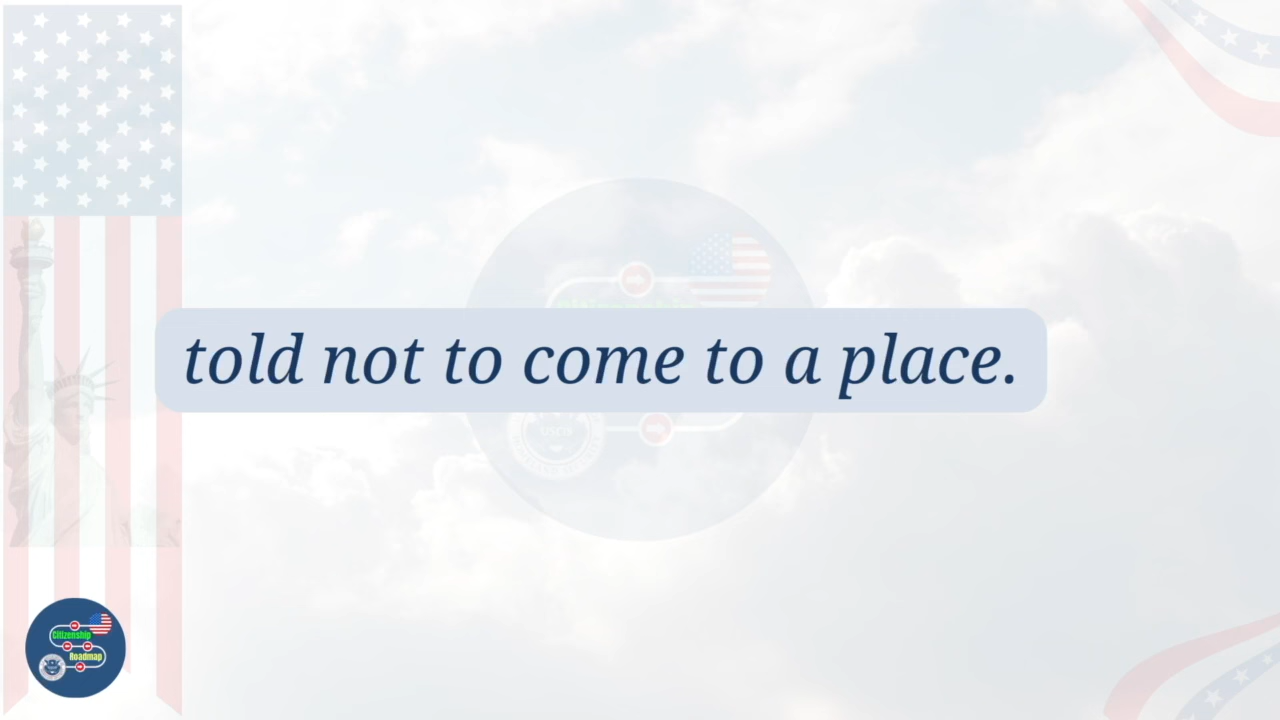 told not to come to a place.
Citizenship
Roadmap